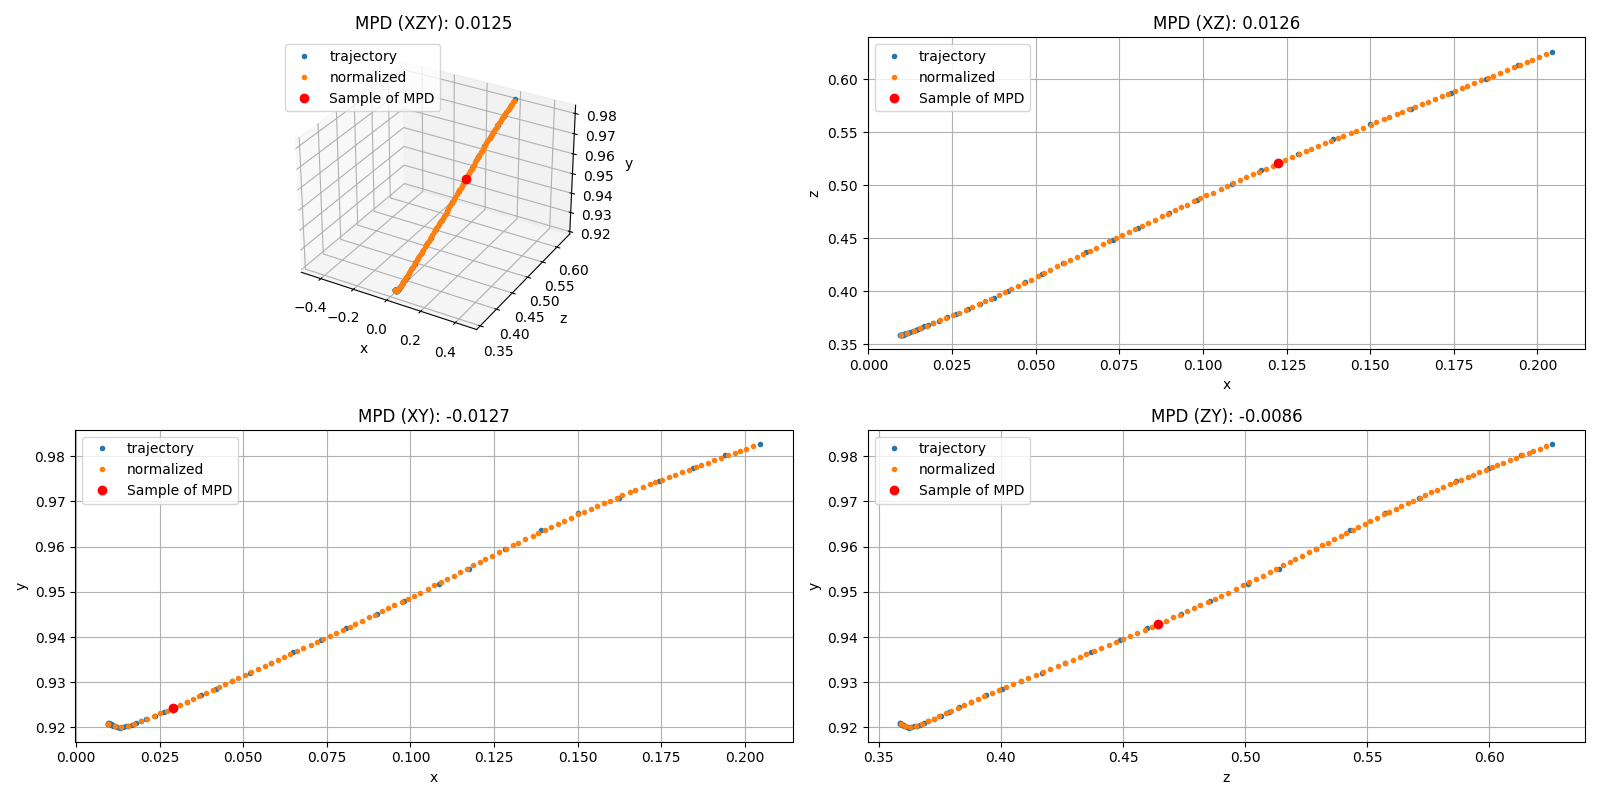 MPD (XZY): 0.0125
trajectory
normalized
Sample of MPD
0.98
0.97
0.96
0.95
0.94
0.93
0.92
y
−0.4
−0.2
0.0
0.2
0.4
x
0.60
0.55
0.50
0.45
0.40
0.35
z
MPD (XZ): 0.0126
trajectory
normalized
Sample of MPD
0.60
0.55
0.50
0.45
0.40
0.35
z
0.000 0.025 0.050 0.075 0.100 0.125 0.150 0.175 0.200
x
MPD (XY): -0.0127
trajectory
normalized
Sample of MPD
0.98
0.97
0.96
0.95
0.94
0.93
0.92
y
0.000 0.025 0.050 0.075 0.100 0.125 0.150 0.175 0.200
x
MPD (ZY): -0.0086
trajectory
normalized
Sample of MPD
0.98
0.97
0.96
0.95
0.94
0.93
0.92
y
0.35 0.40 0.45 0.50 0.55 0.60
z